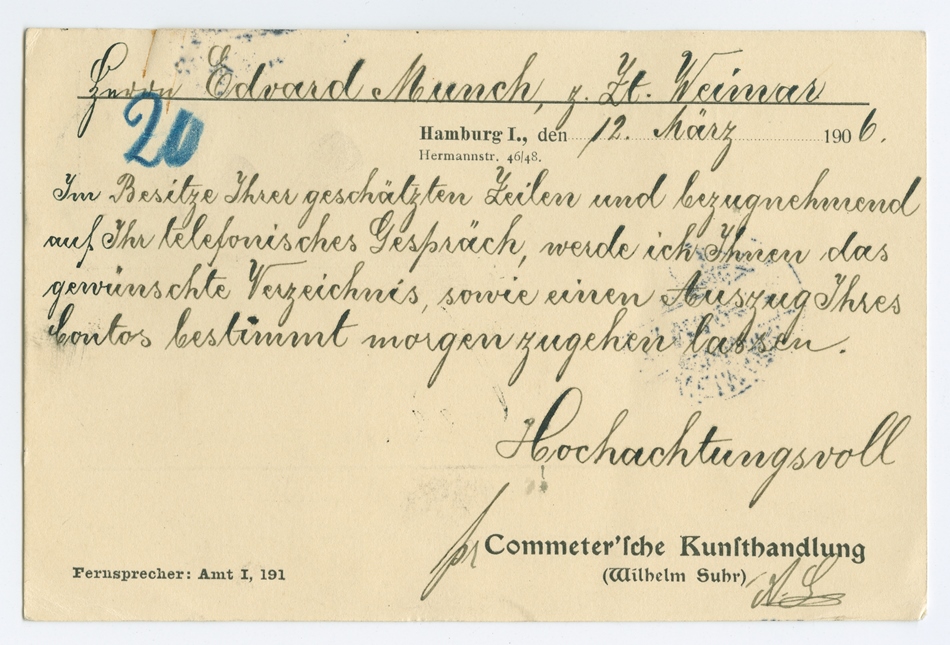 Herrn Edvard Munch, z. Zt. Weimar
20
Hamburg I., den 12. März 1906.
Hermannstr. 46/48.
Im Besitze Ihrer geschätzten Zeilen und bezugnehmend
auf Ihr telefonisches Gespräch, werde ich Ihnen das
gewünschte Verzeichnis, sowie einen Auszug Ihres
Contos bestimmt morgen zugehen lassen.
Hochachtungsvoll
pr Commeter'sche Kunsthandlung
Fernsprecher: Amt I, 191
(Wilhelm Suhr)